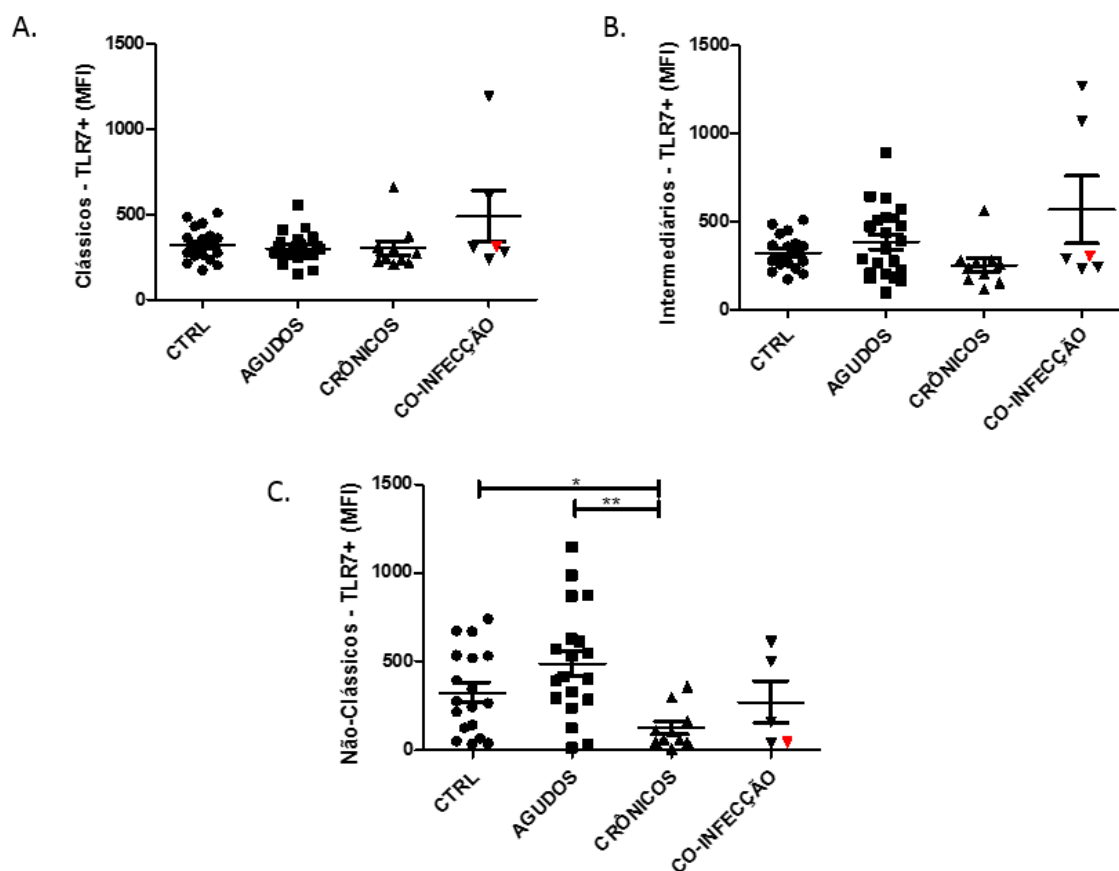 A.
1500
1000
500
0
Clássicos - TLR7+ (MFI)
CTRL
AGUDOS
CRÔNICOS
CO-INFECÇÃO
B.
1500
1000
500
0
Intermediários - TLR7+ (MFI)
CTRL
AGUDOS
CRÔNICOS
CO-INFECÇÃO
C.
1500
1000
500
0
Não-Clássicos - TLR7+ (MFI)
*
**
CTRL
AGUDOS
CRÔNICOS
CO-INFECÇÃO